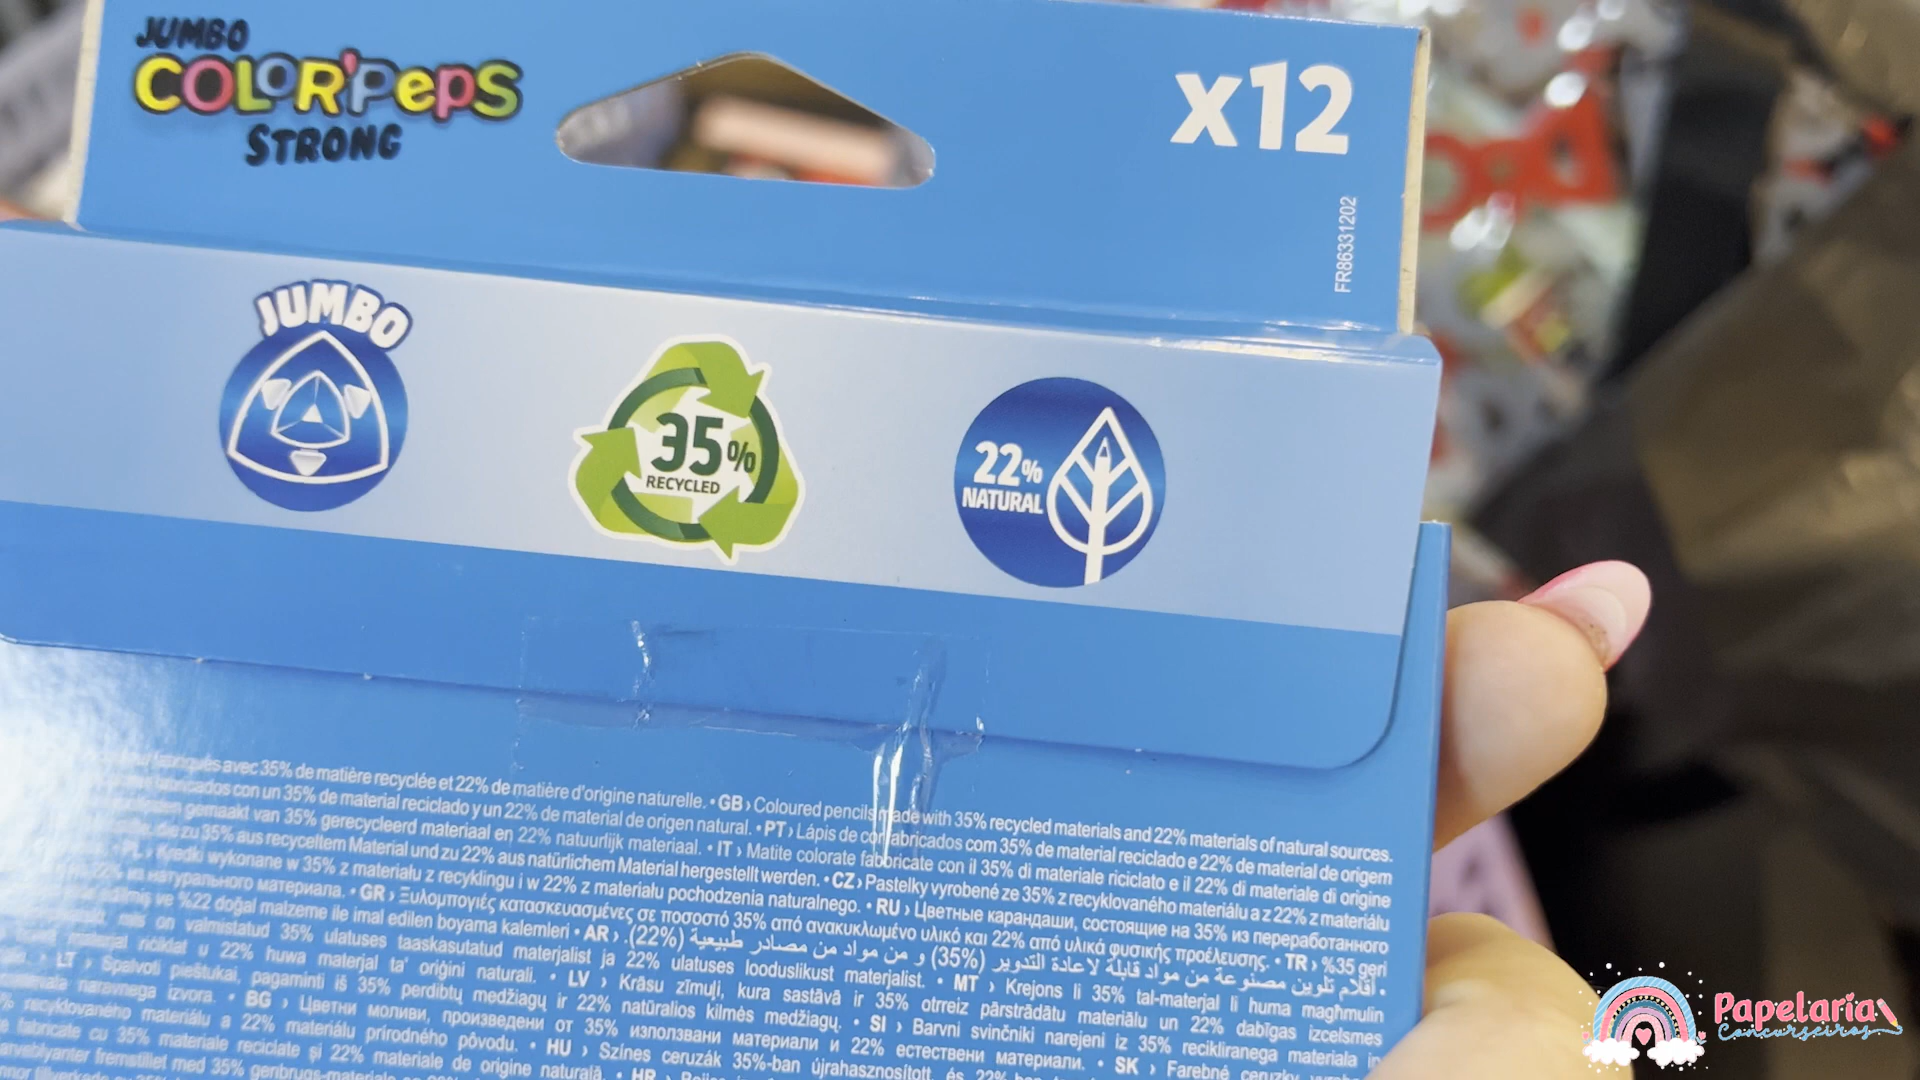 JUMBO
COLOR'PEPS
STRONG
x12
FR86331202
JUMBO
35%
RECYCLED
22%
NATURAL
avec 35% de matière recyclée et 22% de matière d'origine naturelle. • GB › Coloured pencils made with 35% recycled materials and 22% materials of natural sources.
con un 35% de material reciclado y un 22% de material de origen natural. • PT › Lápis de cor fabricados com 35% de material reciclado e 22% de material de origem
gemaakt van 35% gerecycleerd materiaal en 22% natuurlijk materiaal. • IT › Matite colorate fabbricate con il 35% di materiale riciclato e il 22% di materiale di origine
die zu 35% aus recyceltem Material und zu 22% aus natürlichem Material hergestellt werden. • CZ › Pastelky vyrobené ze 35% z recyklovaného materiálu a z 22% z materiálu
PL › Kredki wykonane w 35% z materiału z recyklingu i w 22% z materiału pochodzenia naturalnego. • RU › Цветные карандаши, состоящие на 35% из переработанного
22% из натурального материала. • GR › Ξυλομπογιές κατασκευασμένες σε ποσοστό 35% από ανακυκλωμένο υλικό και 22% από υλικά φυσικής προέλευσης. • TR › %35 geri
ve %22 doğal malzeme ile imal edilen boyama kalemleri • AR › .أقلام تلوين مصنوعة من مواد قابلة لاعادة التدوير (35%) و من مواد من مصادر طبيعية (22%) •
on valmistatud 35% ulatuses taaskasutatud materjalist ja 22% ulatuses looduslikust materjalist. • MT › Krejons li 35% tal-materjal li huma magħmulin
materjal riċiklat u 22% huwa materjal ta' oriġini naturali. • LV › Krāsu zīmuļi, kura sastāvā ir 35% otrreiz pārstrādātu materiālu un 22% dabīgas izcelsmes
LT › Spalvoti pieštukai, pagaminti iš 35% perdirbtų medžiagų ir 22% natūralios kilmės medžiagų. • SI › Barvni svinčniki narejeni iz 35% recikliranega materiala in
naravnega izvora. • BG › Цветни моливи, произведени от 35% използвани материали и 22% естествени материали. • SK › Farebné ceruzky
recyklovaného materiálu a 22% materiálu prírodného pôvodu. • HU › Színes ceruzák 35%-ban újrahasznosított, és 22%-ban
fabricate cu 35% materiale reciclate și 22% materiale de origine naturală. • HR ›
fremstillet med 35% genbrugs-materiale
Papelaria
Concurseiros